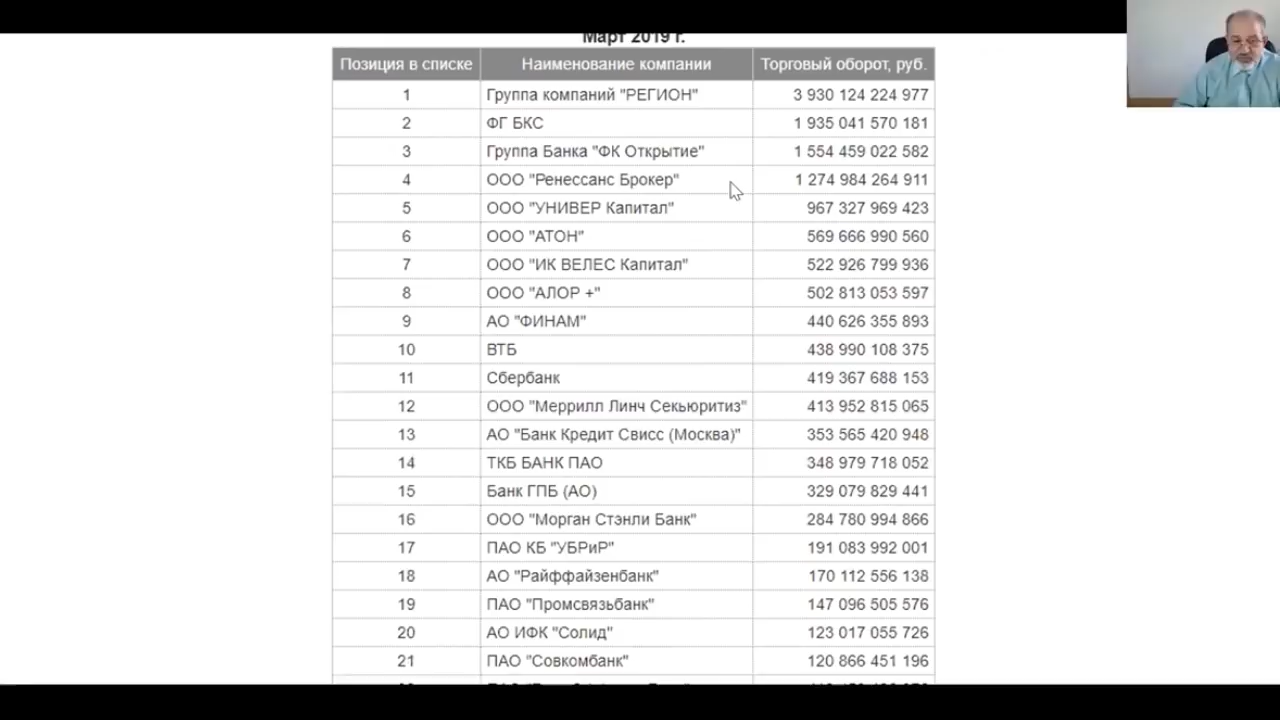 Март 2019 г.
Позиция в списке Наименование компании Торговый оборот, руб.
1 Группа компаний "РЕГИОН" 3 930 124 224 977
2 ФГ БКС 1 935 041 570 181
3 Группа Банка "ФК Открытие" 1 554 459 022 582
4 ООО "Ренессанс Брокер" 1 274 984 264 911
5 ООО "УНИВЕР Капитал" 967 327 969 423
6 ООО "АТОН" 569 666 990 560
7 ООО "ИК ВЕЛЕС Капитал" 522 926 799 936
8 ООО "АЛОР +" 502 813 053 597
9 АО "ФИНАМ" 440 626 355 893
10 ВТБ 438 990 108 375
11 Сбербанк 419 367 688 153
12 ООО "Меррилл Линч Секьюритиз" 413 952 815 065
13 АО "Банк Кредит Свисс (Москва)" 353 565 420 948
14 ТКБ БАНК ПАО 348 979 718 052
15 Банк ГПБ (АО) 329 079 829 441
16 ООО "Морган Стэнли Банк" 284 780 994 866
17 ПАО КБ "УБРиР" 191 083 992 001
18 АО "Райффайзенбанк" 170 112 556 138
19 ПАО "Промсвязьбанк" 147 096 505 576
20 АО ИФК "Солид" 123 017 055 726
21 ПАО "Совкомбанк" 120 866 451 196